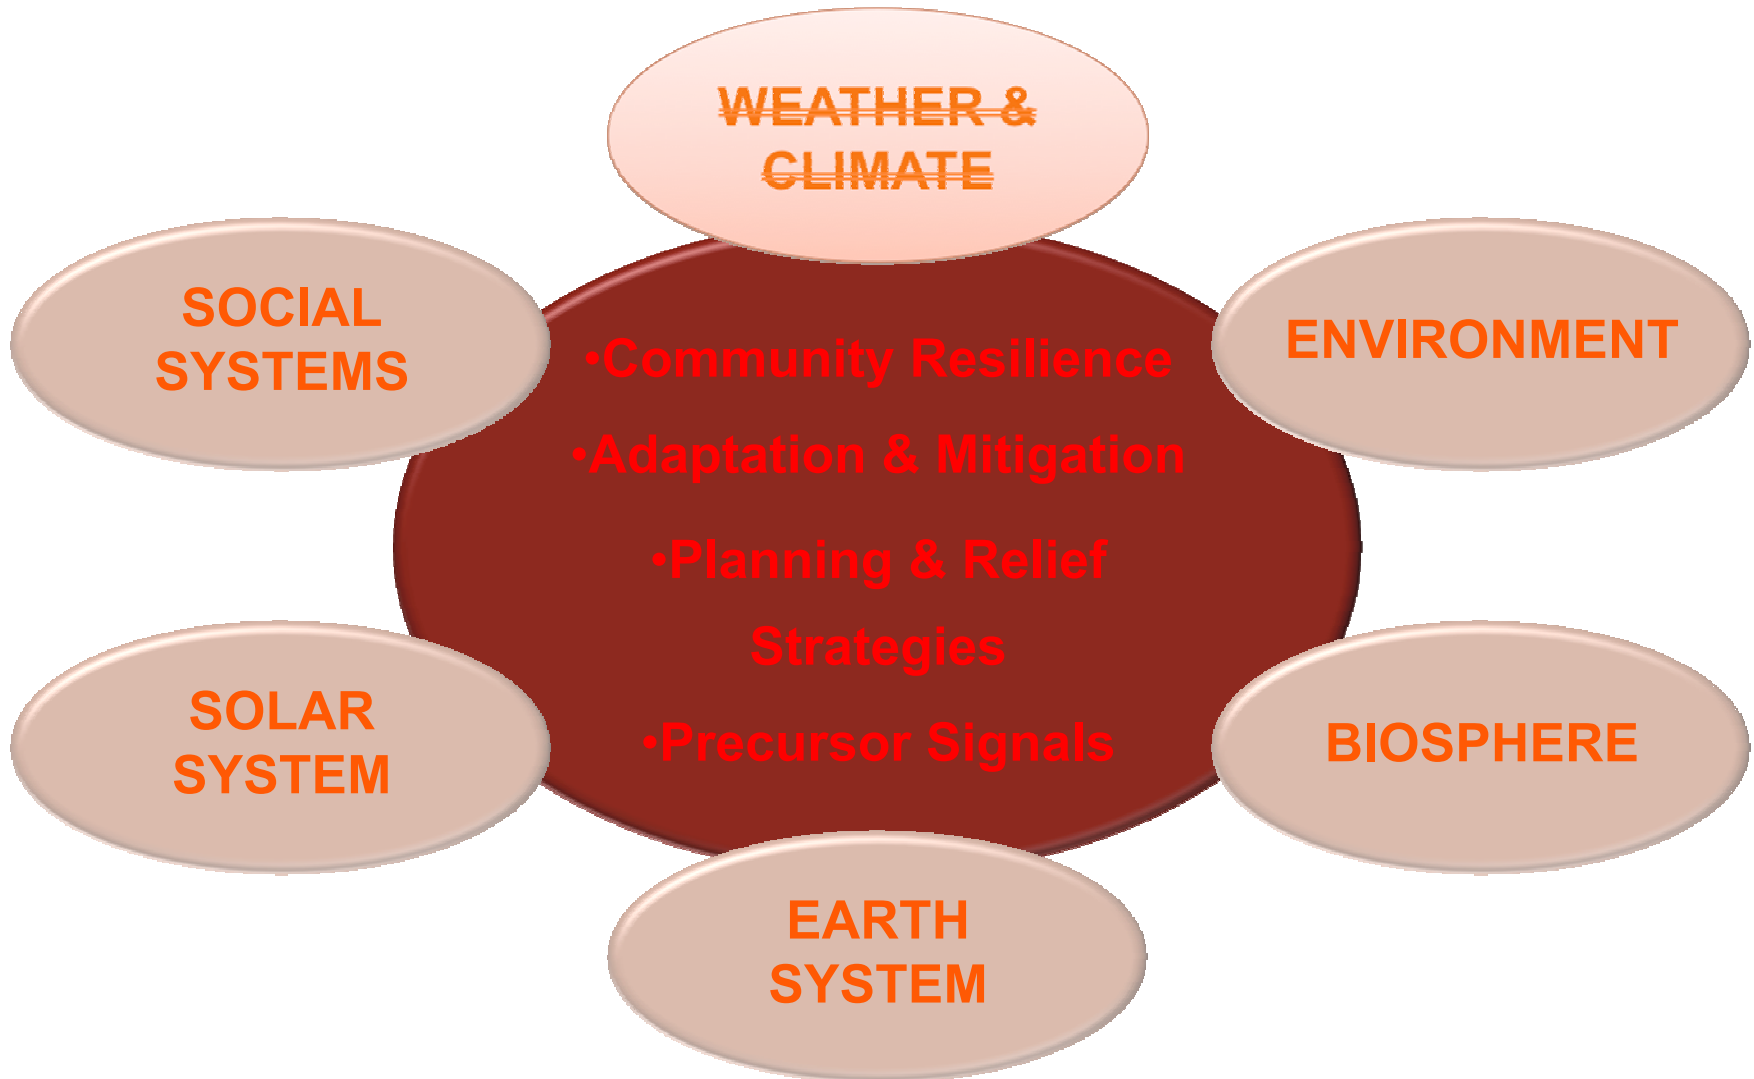 WEATHER &
CLIMATE
SOCIAL
SYSTEMS
ENVIRONMENT
•Community Resilience
•Adaptation & Mitigation
•Planning & Relief
Strategies
•Precursor Signals
SOLAR
SYSTEM
BIOSPHERE
EARTH
SYSTEM